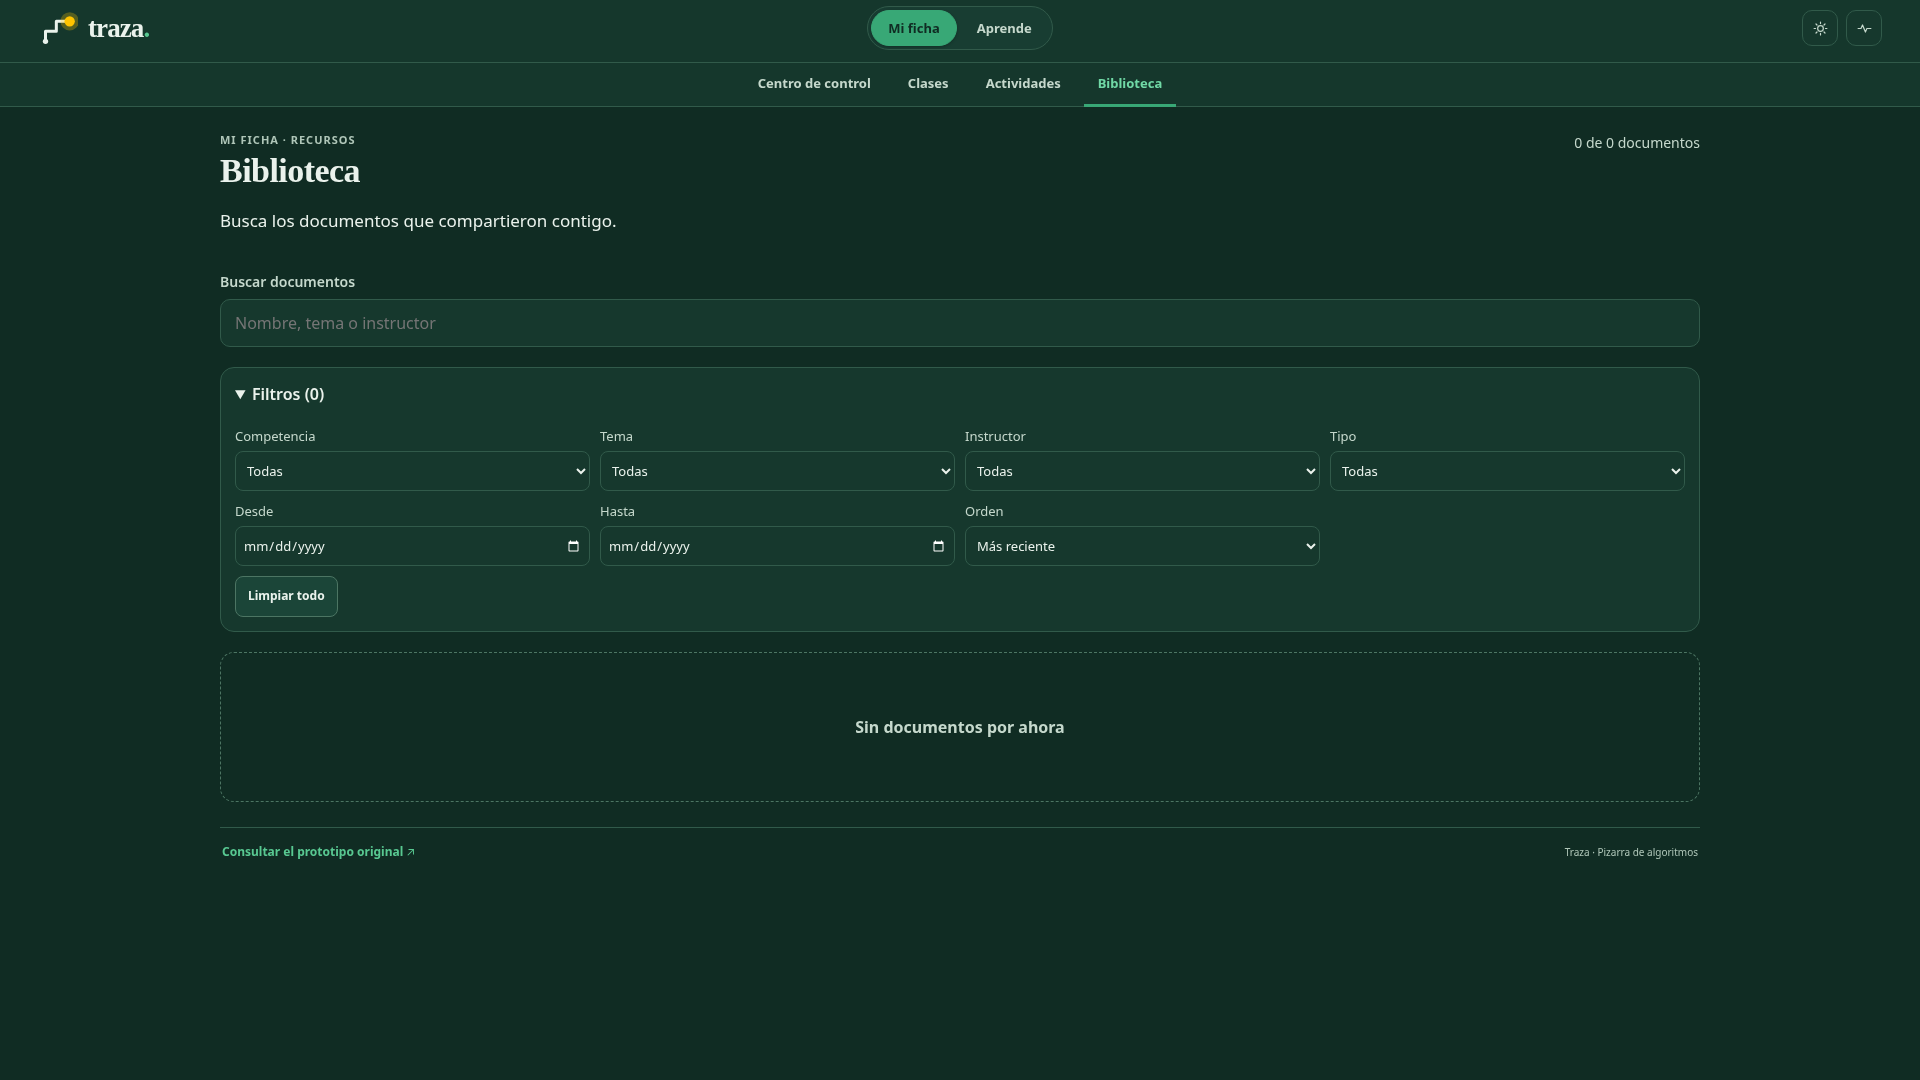 traza.
Mi ficha
Aprende
Centro de control
Clases
Actividades
Biblioteca
MI FICHA · RECURSOS
0 de 0 documentos
Biblioteca
Busca los documentos que compartieron contigo.
Buscar documentos
Nombre, tema o instructor
▼ Filtros (0)
Competencia
Tema
Instructor
Tipo
Todas
Todas
Todas
Todas
Desde
Hasta
Orden
mm/dd/yyyy
mm/dd/yyyy
Más reciente
Limpiar todo
Sin documentos por ahora
Consultar el prototipo original ↗
Traza · Pizarra de algoritmos